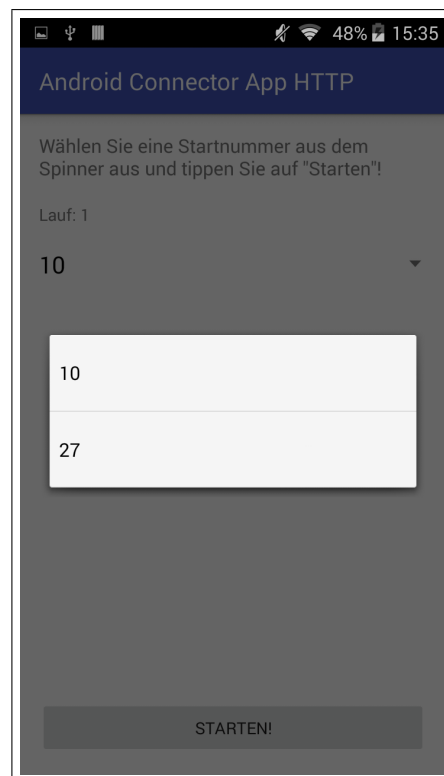 48% 15:35
Android Connector App HTTP
Wählen Sie eine Startnummer aus dem
Spinner aus und tippen Sie auf "Starten"!
Lauf: 1
10
10
27
STARTEN!